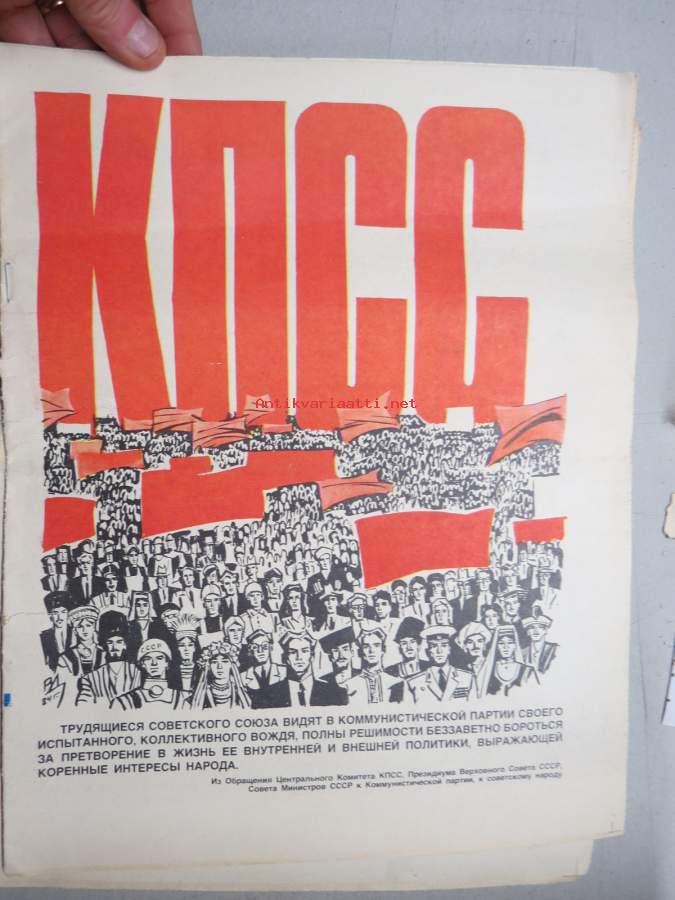 КПСС
Antikvariaatti.net
СССР
ТРУДЯЩИЕСЯ СОВЕТСКОГО СОЮЗА ВИДЯТ В КОММУНИСТИЧЕСКОЙ ПАРТИИ СВОЕГО
ИСПЫТАННОГО, КОЛЛЕКТИВНОГО ВОЖДЯ, ПОЛНЫ РЕШИМОСТИ БЕЗЗАВЕТНО БОРОТЬСЯ
ЗА ПРЕТВОРЕНИЕ В ЖИЗНЬ ЕЕ ВНУТРЕННЕЙ И ВНЕШНЕЙ ПОЛИТИКИ, ВЫРАЖАЮЩЕЙ
КОРЕННЫЕ ИНТЕРЕСЫ НАРОДА.
Из Обращения Центрального Комитета КПСС, Президиума Верховного Совета СССР,
Совета Министров СССР к Коммунистической партии, к советскому народу